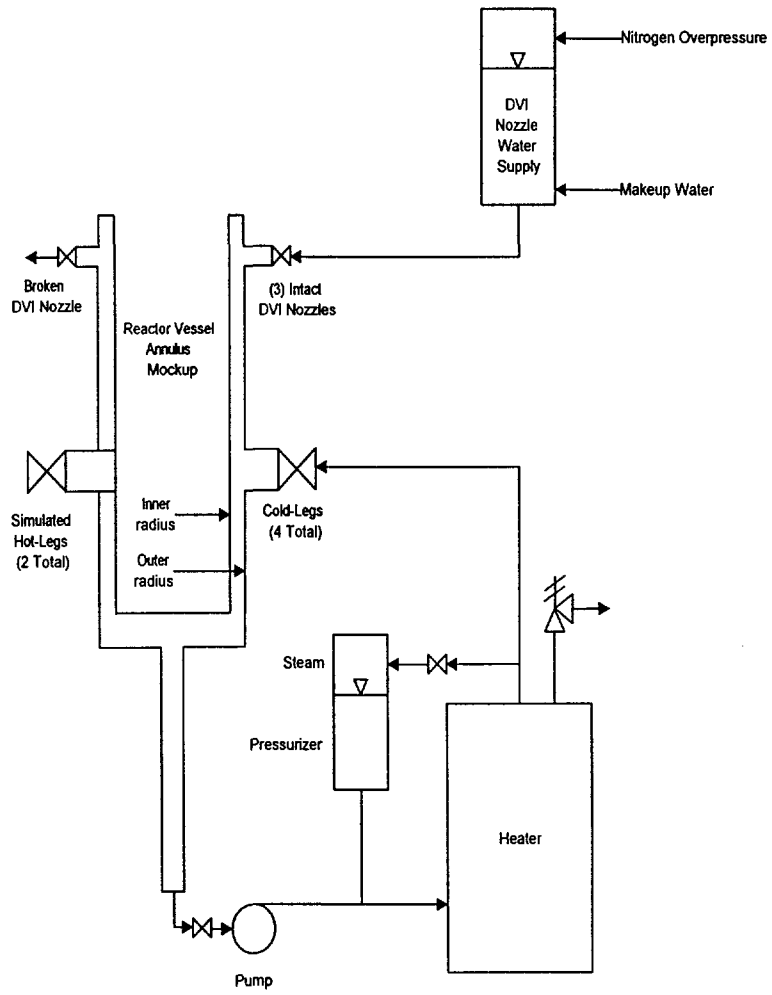 Nitrogen Overpressure
DVI
Nozzle
Water
Supply
Makeup Water
Broken
DVI Nozzle
(3) Intact
DVI Nozzles
Reactor Vessel
Annulus
Mockup
Simulated
Hot-Legs
(2 Total)
Inner
radius
Cold-Legs
(4 Total)
Outer
radius
Steam
Pressurizer
Heater
Pump